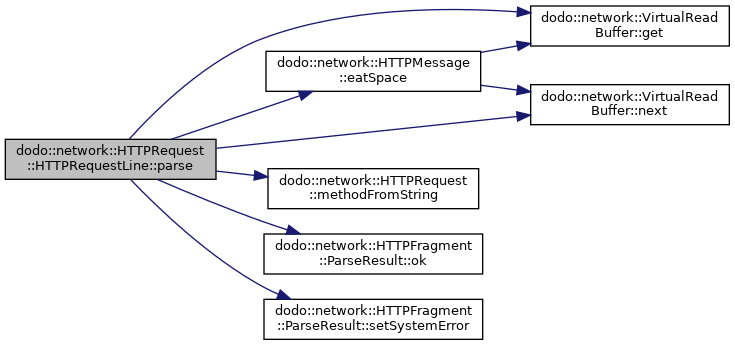 dodo::network::HTTPRequest
::HTTPRequestLine::parse
dodo::network::VirtualRead
Buffer::get
dodo::network::HTTPMessage
::eatSpace
dodo::network::VirtualRead
Buffer::next
dodo::network::HTTPRequest
::methodFromString
dodo::network::HTTPFragment
::ParseResult::ok
dodo::network::HTTPFragment
::ParseResult::setSystemError